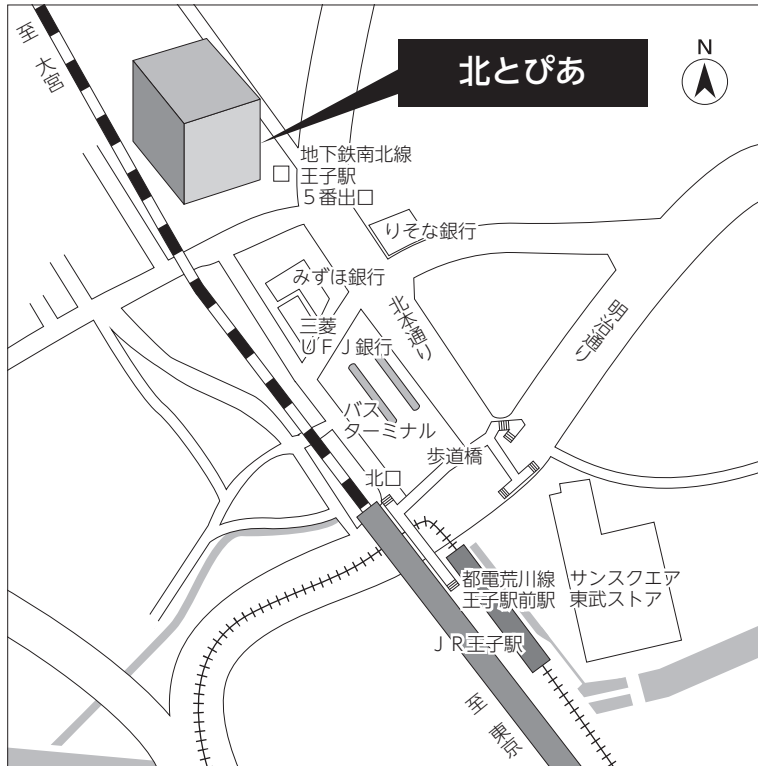 至 大宮
北とぴあ
N
地下鉄南北線
王子駅
５番出口
りそな銀行
みずほ銀行
三菱
ＵＦＪ銀行
北本通り
明治通り
バス
ターミナル
歩道橋
北口
都電荒川線
王子駅前駅
サンスクエア
東武ストア
ＪＲ王子駅
至 東京